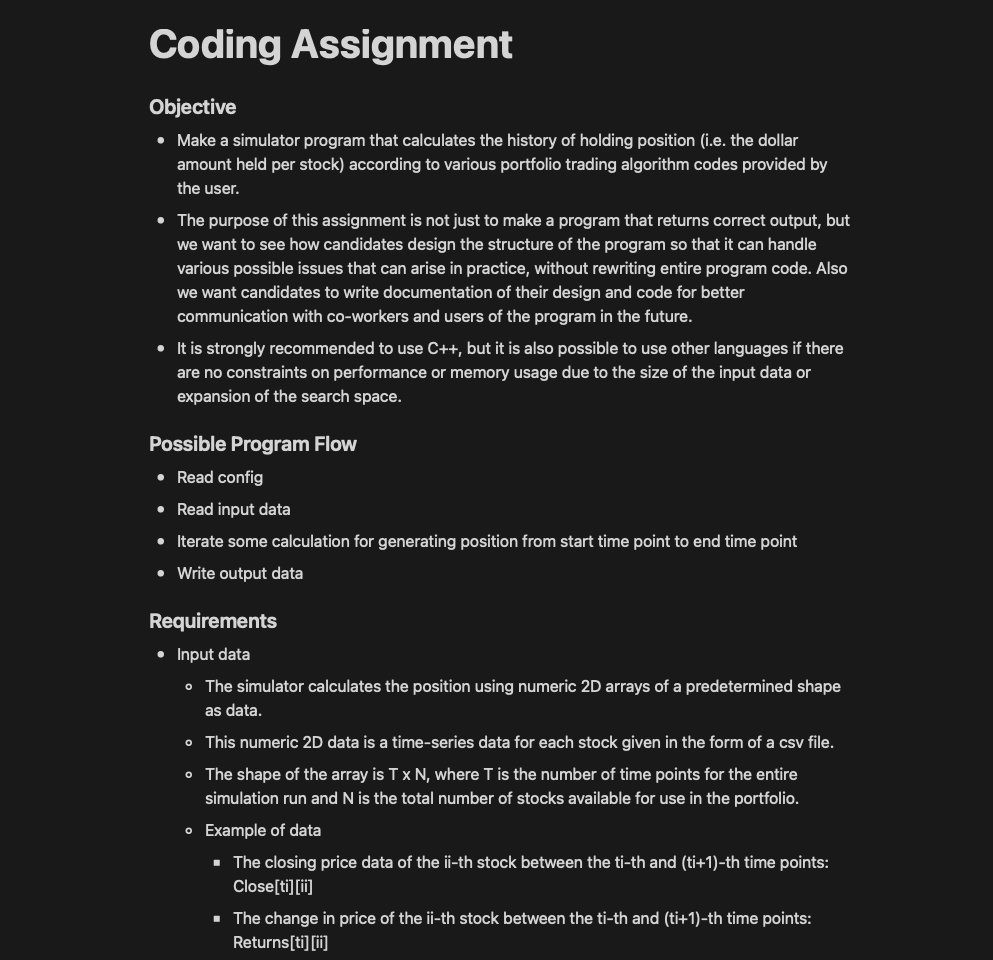 Coding Assignment
Objective
• Make a simulator program that calculates the history of holding position (i.e. the dollar
amount held per stock) according to various portfolio trading algorithm codes provided by
the user.
• The purpose of this assignment is not just to make a program that returns correct output, but
we want to see how candidates design the structure of the program so that it can handle
various possible issues that can arise in practice, without rewriting entire program code. Also
we want candidates to write documentation of their design and code for better
communication with co-workers and users of the program in the future.
• It is strongly recommended to use C++, but it is also possible to use other languages if there
are no constraints on performance or memory usage due to the size of the input data or
expansion of the search space.
Possible Program Flow
• Read config
• Read input data
• Iterate some calculation for generating position from start time point to end time point
• Write output data
Requirements
• Input data
◦ The simulator calculates the position using numeric 2D arrays of a predetermined shape
as data.
◦ This numeric 2D data is a time-series data for each stock given in the form of a csv file.
◦ The shape of the array is T x N, where T is the number of time points for the entire
simulation run and N is the total number of stocks available for use in the portfolio.
◦ Example of data
▪ The closing price data of the ii-th stock between the ti-th and (ti+1)-th time points:
Close[ti][ii]
▪ The change in price of the ii-th stock between the ti-th and (ti+1)-th time points:
Returns[ti][ii]